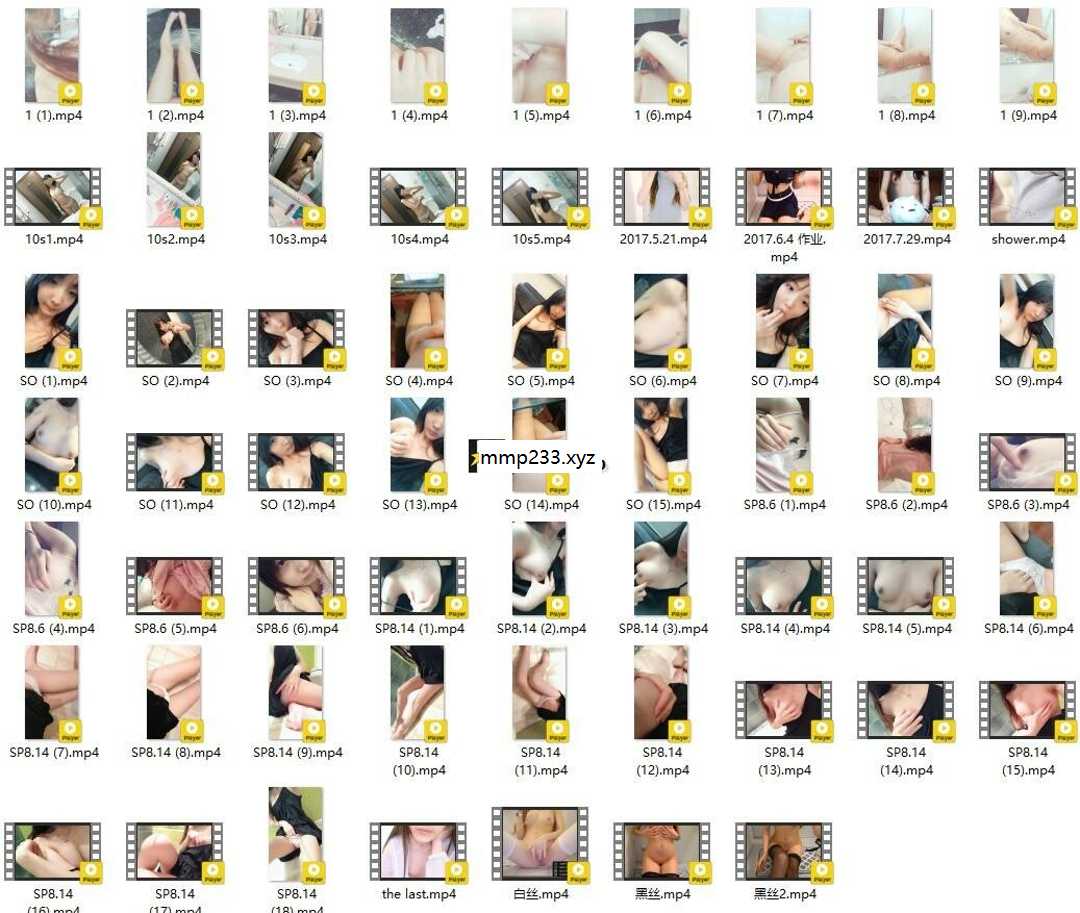 1 (1).mp4
1 (2).mp4
1 (3).mp4
1 (4).mp4
1 (5).mp4
1 (6).mp4
1 (7).mp4
1 (8).mp4
1 (9).mp4
10s1.mp4
10s2.mp4
10s3.mp4
10s4.mp4
10s5.mp4
2017.5.21.mp4
2017.6.4 作业.
mp4
2017.7.29.mp4
shower.mp4
SO (1).mp4
SO (2).mp4
SO (3).mp4
SO (4).mp4
SO (5).mp4
SO (6).mp4
SO (7).mp4
SO (8).mp4
SO (9).mp4
mmp233.xyz
SO (10).mp4
SO (11).mp4
SO (12).mp4
SO (13).mp4
SO (14).mp4
SO (15).mp4
SP8.6 (1).mp4
SP8.6 (2).mp4
SP8.6 (3).mp4
SP8.6 (4).mp4
SP8.6 (5).mp4
SP8.6 (6).mp4
SP8.14 (1).mp4
SP8.14 (2).mp4
SP8.14 (3).mp4
SP8.14 (4).mp4
SP8.14 (5).mp4
SP8.14 (6).mp4
SP8.14 (7).mp4
SP8.14 (8).mp4
SP8.14 (9).mp4
SP8.14
(10).mp4
SP8.14
(11).mp4
SP8.14
(12).mp4
SP8.14
(13).mp4
SP8.14
(14).mp4
SP8.14
(15).mp4
SP8.14
(16).mp4
SP8.14
(17).mp4
SP8.14
(18).mp4
the last.mp4
白丝.mp4
黑丝.mp4
黑丝2.mp4